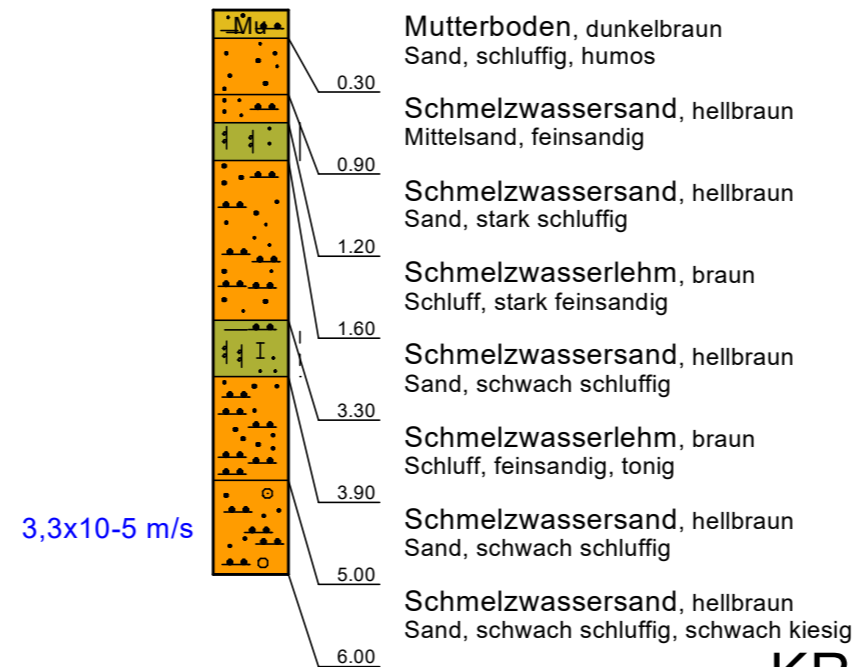 Mu
Mutterboden, dunkelbraun
Sand, schluffig, humos
0.30
Schmelzwassersand, hellbraun
Mittelsand, feinsandig
0.90
Schmelzwassersand, hellbraun
Sand, stark schluffig
1.20
Schmelzwasserlehm, braun
Schluff, stark feinsandig
1.60
Schmelzwassersand, hellbraun
Sand, schwach schluffig
3.30
Schmelzwasserlehm, braun
Schluff, feinsandig, tonig
3.90
Schmelzwassersand, hellbraun
Sand, schwach schluffig
3,3x10-5 m/s
5.00
Schmelzwassersand, hellbraun
Sand, schwach schluffig, schwach kiesig
6.00